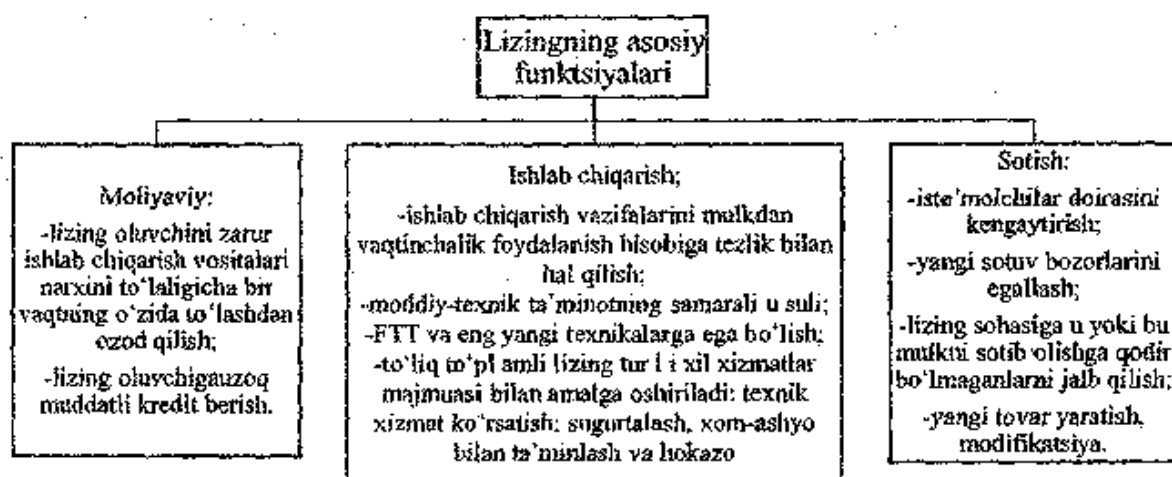 Lizingning asosiy
funktsiyalari
Moliyaviy:
-lizing oluvchini zarur
ishlab chiqarish vositalari
narxini to‘laligicha bir
vaqtning o‘zida to‘lashdan
ozod qilish;
-lizing oluvchigauzoq
muddatli kredit berish.
Ishlab chiqarish;
-ishlab chiqarish vazifalarini mulkdan
vaqtinchalik foydalanish hisobiga tezlik bilan
hal qilish;
-moddiy-texnik ta’minotning samarali u suli;
-FTT va eng yangi texnikalarga ega bo‘lish;
-to‘liq to‘pl amli lizing tur l i xil xizmatlar
majmuasi bilan amalga oshiriladi: texnik
xizmat ko‘rsatish; sugurtalash, xom-ashyo
bilan ta’minlash va hokazo
Sotish:
-iste’molchilar doirasini
kengaytirish;
-yangi sotuv bozorlarini
egallash;
-lizing sohasiga u yoki bu
mulkni sotib olishga qodir
bo‘lmaganlarni jalb qilish;
-yangi tovar yaratish,
modifikatsiya.